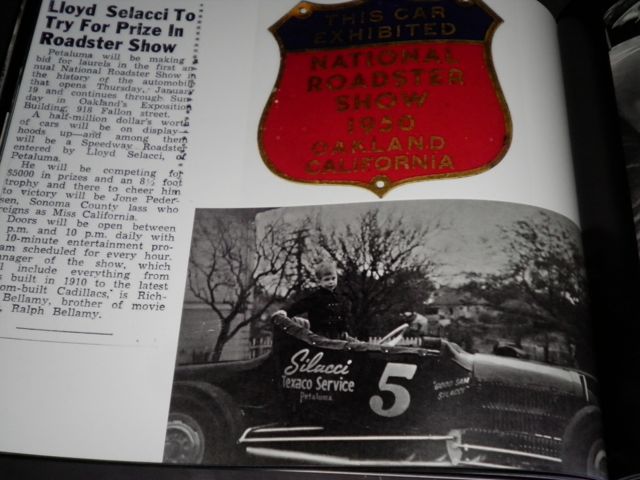 Lloyd Selacci To
Try For Prize In
Roadster Show
Petaluma will be making
bid for laurels in the first an
nual National Roadster Show in
the history of the automobile
that opens Thursday, January
19 and continues through Sun
day in Oakland's Exposition
Building, 918 Fallon street.
A half-million dollar's worth
of cars will be on display—
hoods up—and among them
will be a Speedway Roadster
entered by Lloyd Selacci,
Petaluma.
He will be competing for
$5000 in prizes and an 8½ foot
trophy and there to cheer him
to victory will be Jone Peder-
sen, Sonoma County lass who
reigns as Miss California.
Doors will be open between
p.m. and 10 p.m. daily with
10-minute entertainment pro-
am scheduled for every hour.
anager of the show, which
l include everything from
s built in 1910 to the latest
om-built Cadillacs, is Rich-
Bellamy, brother of movie
Ralph Bellamy.
THIS CAR
EXHIBITED
NATIONAL
ROADSTER
SHOW
1950
OAKLAND
CALIFORNIA
Silacci
Texaco Service
Petaluma
5
"GOOD SAM
SILACCI"